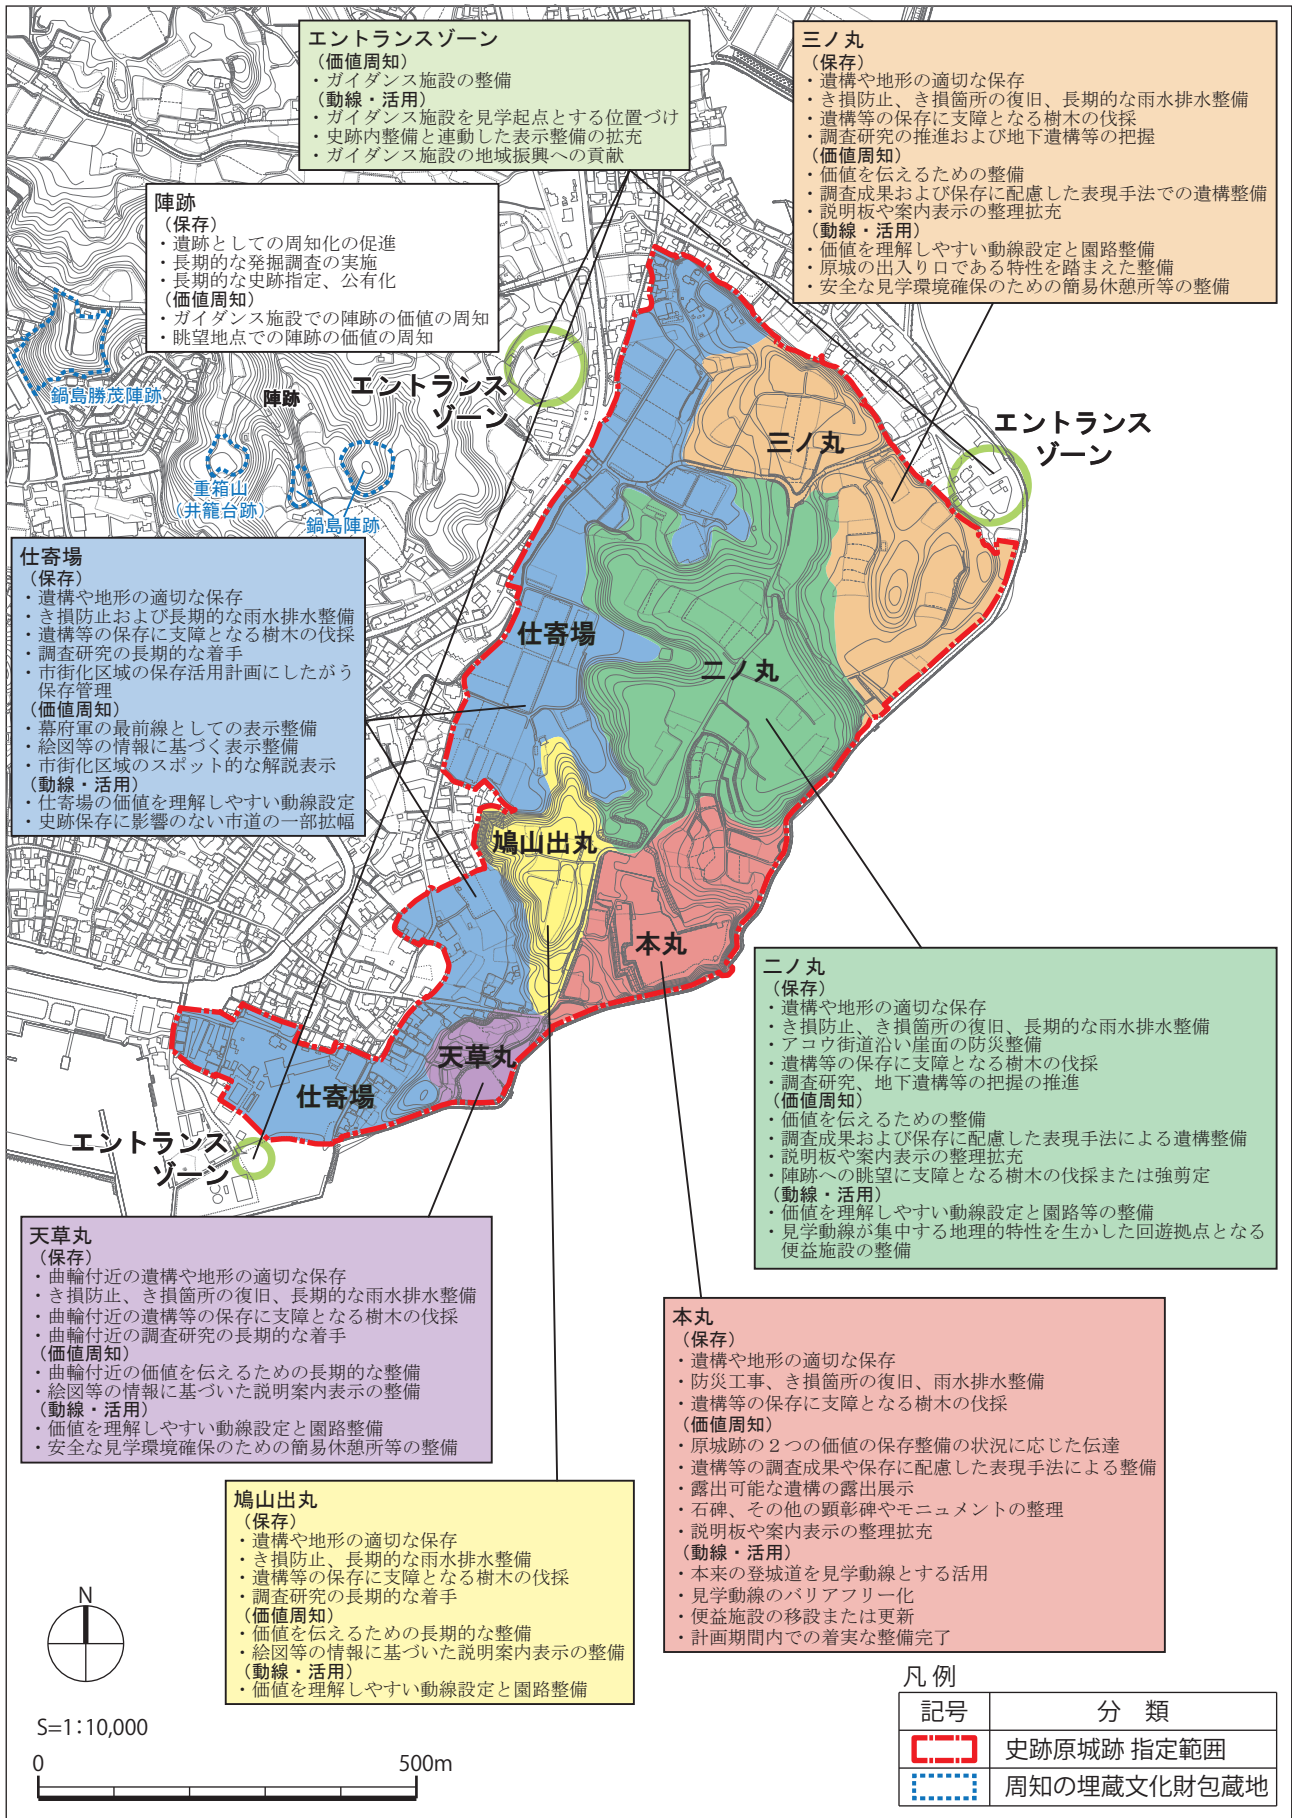 エントランスゾーン
（価値周知）
・ガイダンス施設の整備
（動線・活用）
・ガイダンス施設を見学起点とする位置づけ
・史跡内整備と連動した表示整備の拡充
・ガイダンス施設の地域振興への貢献
三ノ丸
（保存）
・遺構や地形の適切な保存
・き損防止、き損箇所の復旧、長期的な雨水排水整備
・遺構等の保存に支障となる樹木の伐採
・調査研究の推進および地下遺構等の把握
（価値周知）
・価値を伝えるための整備
・調査成果および保存に配慮した表現手法での遺構整備
・説明板や案内表示の整理拡充
（動線・活用）
・価値を理解しやすい動線設定と園路整備
・原城の出入り口である特性を踏まえた整備
・安全な見学環境確保のための簡易休憩所等の整備
陣跡
（保存）
・遺跡としての周知化の促進
・長期的な発掘調査の実施
・長期的な史跡指定、公有化
（価値周知）
・ガイダンス施設での陣跡の価値の周知
・眺望地点での陣跡の価値の周知
鍋島勝茂陣跡
陣跡
エントランス
ゾーン
三ノ丸
エントランス
ゾーン
重箱山
（井籠台跡）
鍋島陣跡
仕寄場
（保存）
・遺構や地形の適切な保存
・き損防止および長期的な雨水排水整備
・遺構等の保存に支障となる樹木の伐採
・調査研究の長期的な着手
・市街化区域の保存活用計画にしたがう
保存管理
（価値周知）
・幕府軍の最前線としての表示整備
・絵図等の情報に基づく表示整備
・市街化区域のスポット的な解説表示
（動線・活用）
・仕寄場の価値を理解しやすい動線設定
・史跡保存に影響のない市道の一部拡幅
仕寄場
二ノ丸
鳩山出丸
本丸
天草丸
仕寄場
エントランス
ゾーン
二ノ丸
（保存）
・遺構や地形の適切な保存
・き損防止、き損箇所の復旧、長期的な雨水排水整備
・アコウ街道沿い崖面の防災整備
・遺構等の保存に支障となる樹木の伐採
・調査研究、地下遺構等の把握の推進
（価値周知）
・価値を伝えるための整備
・調査成果および保存に配慮した表現手法による遺構整備
・説明板や案内表示の整理拡充
・陣跡への眺望に支障となる樹木の伐採または強剪定
（動線・活用）
・価値を理解しやすい動線設定と園路等の整備
・見学動線が集中する地理的特性を生かした回遊拠点となる
便益施設の整備
天草丸
（保存）
・曲輪付近の遺構や地形の適切な保存
・き損防止、き損箇所の復旧、長期的な雨水排水整備
・曲輪付近の遺構等の保存に支障となる樹木の伐採
・曲輪付近の調査研究の長期的な着手
（価値周知）
・曲輪付近の価値を伝えるための長期的な整備
・絵図等の情報に基づいた説明案内表示の整備
（動線・活用）
・価値を理解しやすい動線設定と園路整備
・安全な見学環境確保のための簡易休憩所等の整備
本丸
（保存）
・遺構や地形の適切な保存
・防災工事、き損箇所の復旧、雨水排水整備
・遺構等の保存に支障となる樹木の伐採
（価値周知）
・原城跡の２つの価値の保存整備の状況に応じた伝達
・遺構等の調査成果や保存に配慮した表現手法による整備
・露出可能な遺構の露出展示
・石碑、その他の顕彰碑やモニュメントの整理
・説明板や案内表示の整理拡充
（動線・活用）
・本来の登城道を見学動線とする活用
・見学動線のバリアフリー化
・便益施設の移設または更新
・計画期間内での着実な整備完了
鳩山出丸
（保存）
・遺構や地形の適切な保存
・き損防止、長期的な雨水排水整備
・遺構等の保存に支障となる樹木の伐採
・調査研究の長期的な着手
（価値周知）
・価値を伝えるための長期的な整備
・絵図等の情報に基づいた説明案内表示の整備
（動線・活用）
・価値を理解しやすい動線設定と園路整備
N
S=1：10,000
0 500m
凡例
記号 分類
史跡原城跡 指定範囲
周知の埋蔵文化財包蔵地